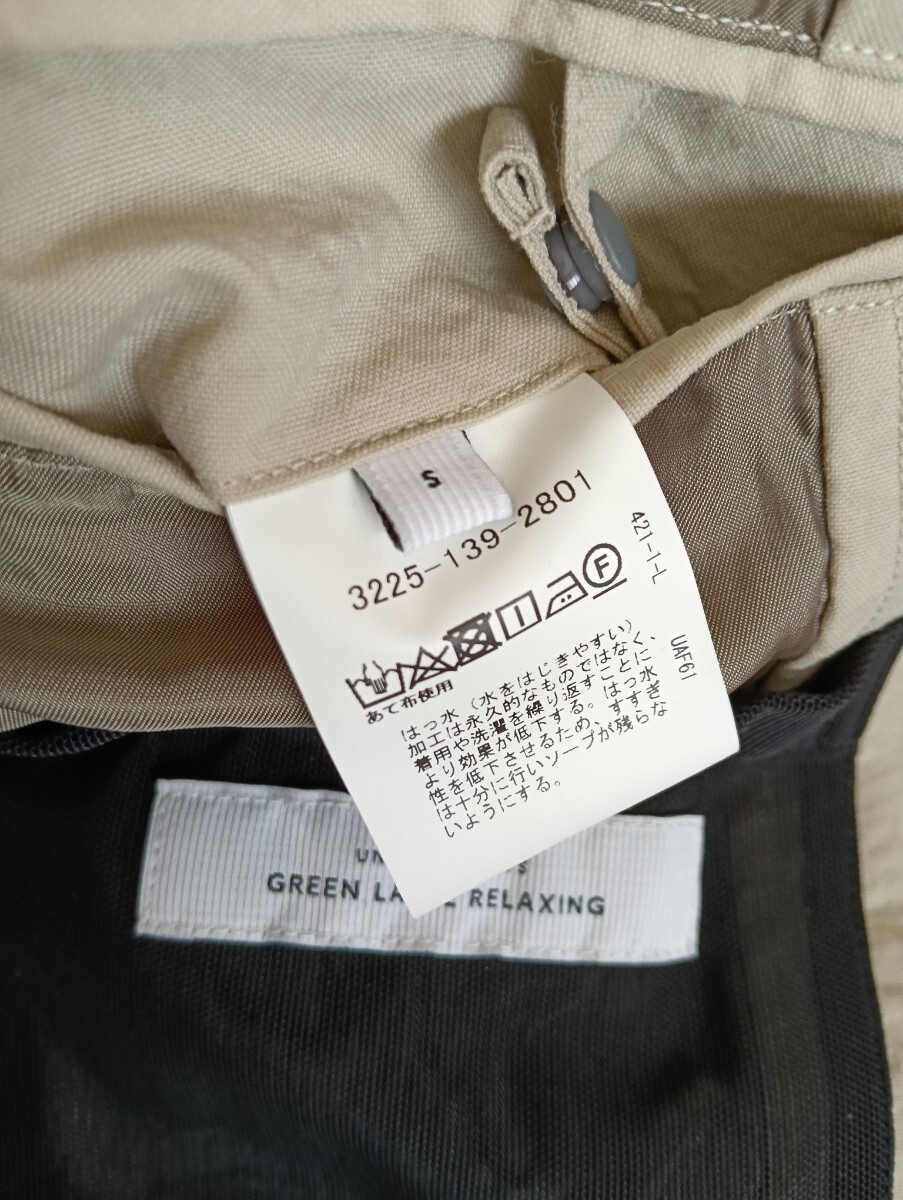 S
3225-139-2801
421-1-L
F
あて布使用
UAF61
はっ水(水をはじきやすい)
加工は永久的なものではなく、
着用や洗濯を繰り返すことに
より効果が低下する。はっ水
性を低下させるため、すすぎ
は十分に行いソープが残らな
いようにする。
GREEN RELAXING